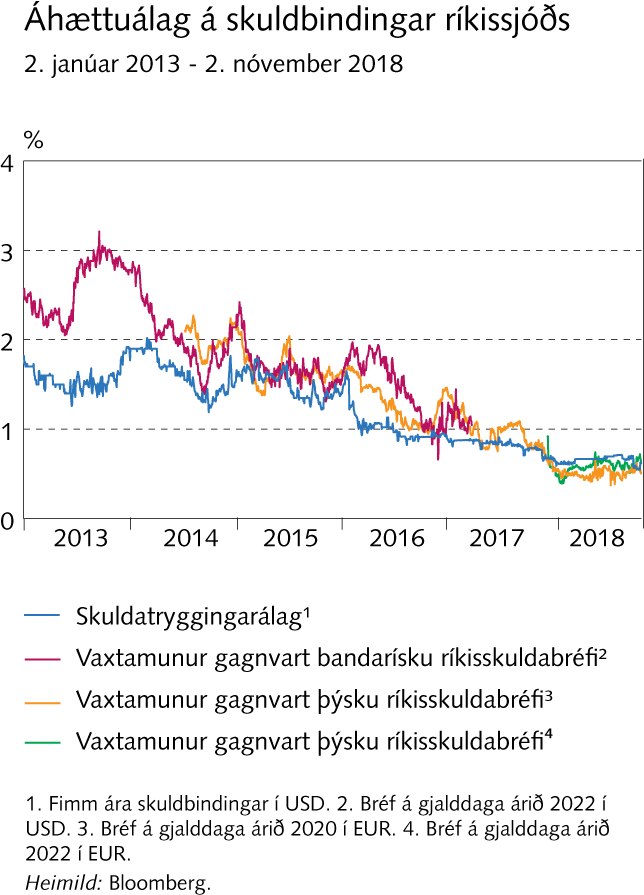 Áhættuálag á skuldbindingar ríkissjóðs
2. janúar 2013 - 2. nóvember 2018
%
4
3
2
1
0
2013 2014 2015 2016 2017 2018
Skuldatryggingarálag¹
Vaxtamunur gagnvart bandarísku ríkisskuldabréfi²
Vaxtamunur gagnvart þýsku ríkisskuldabréfi³
Vaxtamunur gagnvart þýsku ríkisskuldabréfi⁴
1. Fimm ára skuldbindingar í USD. 2. Bréf á gjalddaga árið 2022 í
USD. 3. Bréf á gjalddaga árið 2020 í EUR. 4. Bréf á gjalddaga árið
2022 í EUR.
Heimild: Bloomberg.